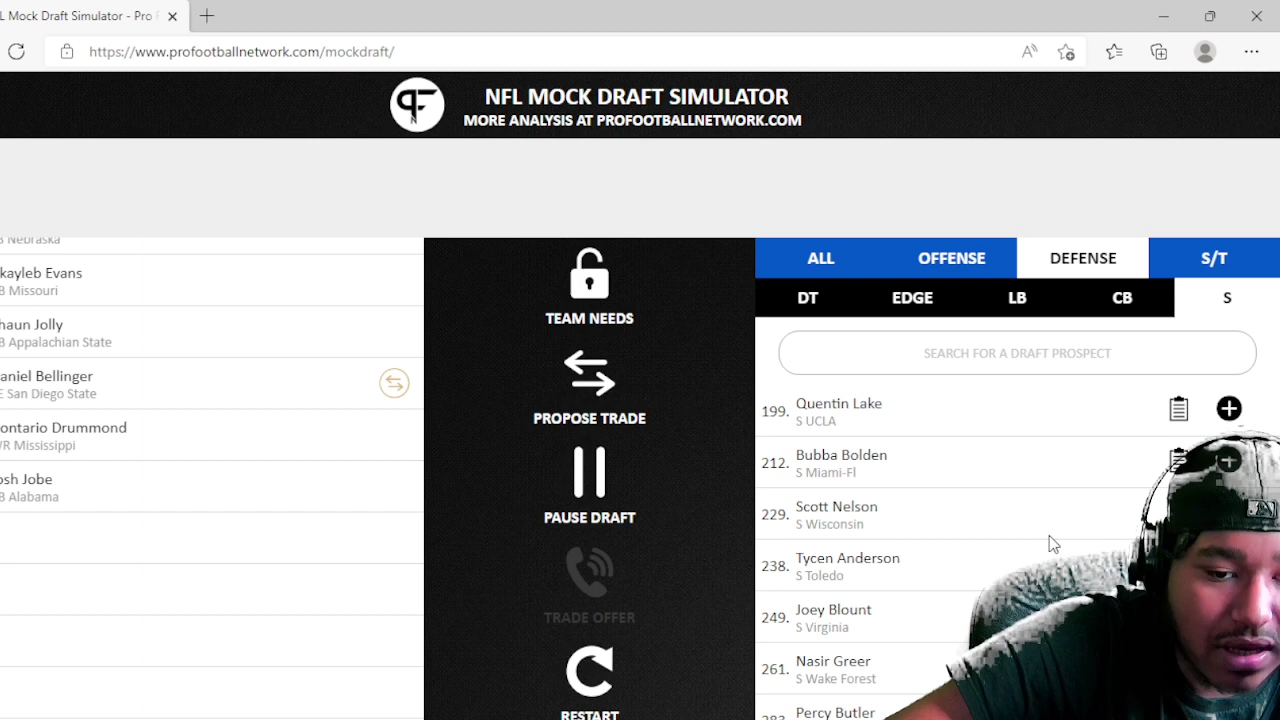 L Mock Draft Simulator - Pro F
https://www.profootballnetwork.com/mockdraft/
NFL MOCK DRAFT SIMULATOR
MORE ANALYSIS AT PROFOOTBALLNETWORK.COM
B Nebraska
kayleb Evans
B Missouri
haun Jolly
B Appalachian State
aniel Bellinger
E San Diego State
ontario Drummond
VR Mississippi
osh Jobe
B Alabama
TEAM NEEDS
PROPOSE TRADE
PAUSE DRAFT
TRADE OFFER
RESTART
ALL OFFENSE DEFENSE S/T
DT EDGE LB CB S
SEARCH FOR A DRAFT PROSPECT
199. Quentin Lake
S UCLA
212. Bubba Bolden
S Miami-Fl
229. Scott Nelson
S Wisconsin
238. Tycen Anderson
S Toledo
249. Joey Blount
S Virginia
261. Nasir Greer
S Wake Forest
Percy Butler